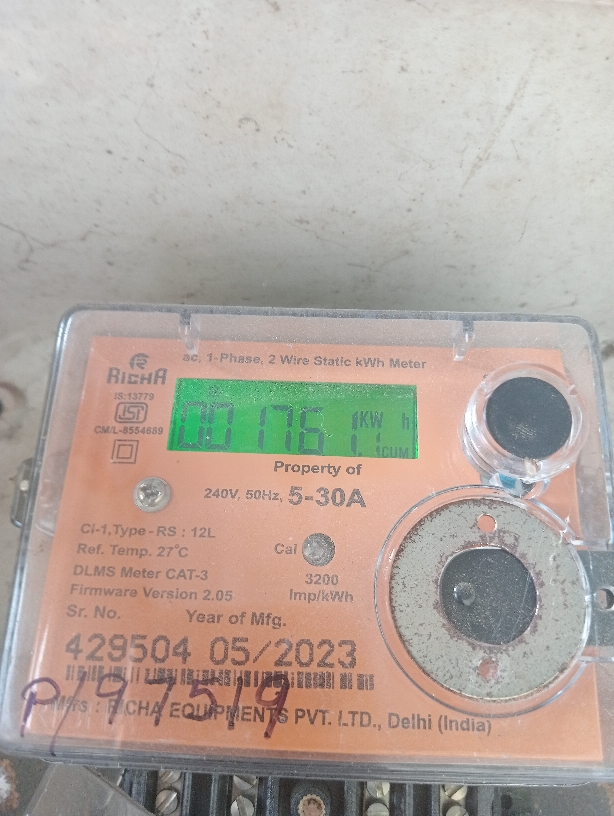 ac, 1-Phase, 2 Wire Static kWh Meter
RICHA
IS:13779
ISI
CM/L-8554689
KW h
CUM
Property of
240V, 50Hz, 5-30A
Cl-1,Type-RS : 12L
Ref. Temp. 27°C
Cal
DLMS Meter CAT-3
3200
Firmware Version 2.05
Imp/kWh
Sr. No. Year of Mfg.
429504 05/2023
P/97519
Mfrs : RICHA EQUIPMENTS PVT. LTD., Delhi (India)